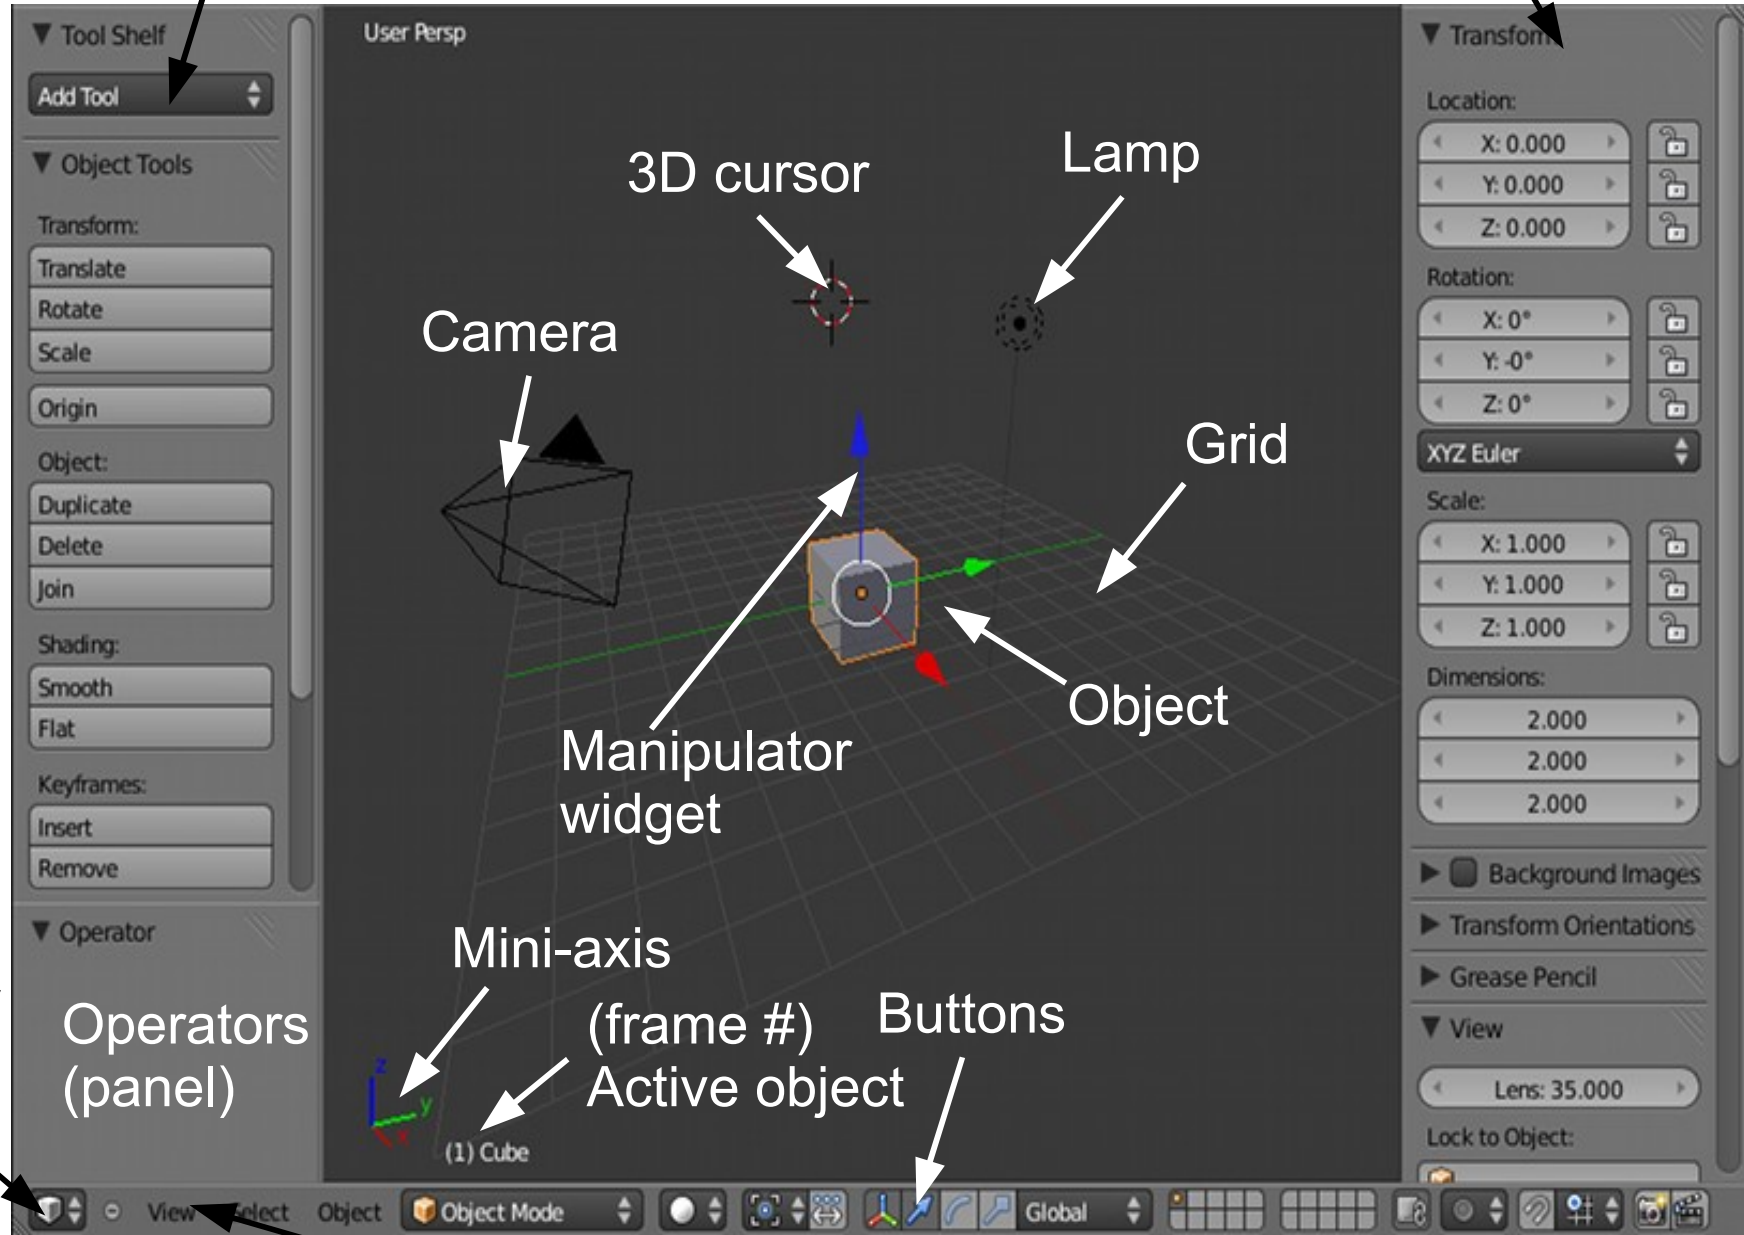 Tool Shelf
Add Tool
Object Tools
Transform:
Translate
Rotate
Scale
Origin
Object:
Duplicate
Delete
Join
Shading:
Smooth
Flat
Keyframes:
Insert
Remove
Operator
Operators
(panel)
User Persp
3D cursor
Lamp
Camera
Grid
Object
Manipulator
widget
Mini-axis
(frame #)
Active object
Buttons
z
y
x
(1) Cube
Transform
Location:
X: 0.000
Y: 0.000
Z: 0.000
Rotation:
X: 0°
Y: -0°
Z: 0°
XYZ Euler
Scale:
X: 1.000
Y: 1.000
Z: 1.000
Dimensions:
2.000
2.000
2.000
Background Images
Transform Orientations
Grease Pencil
View
Lens: 35.000
Lock to Object:
View Select Object Object Mode Global